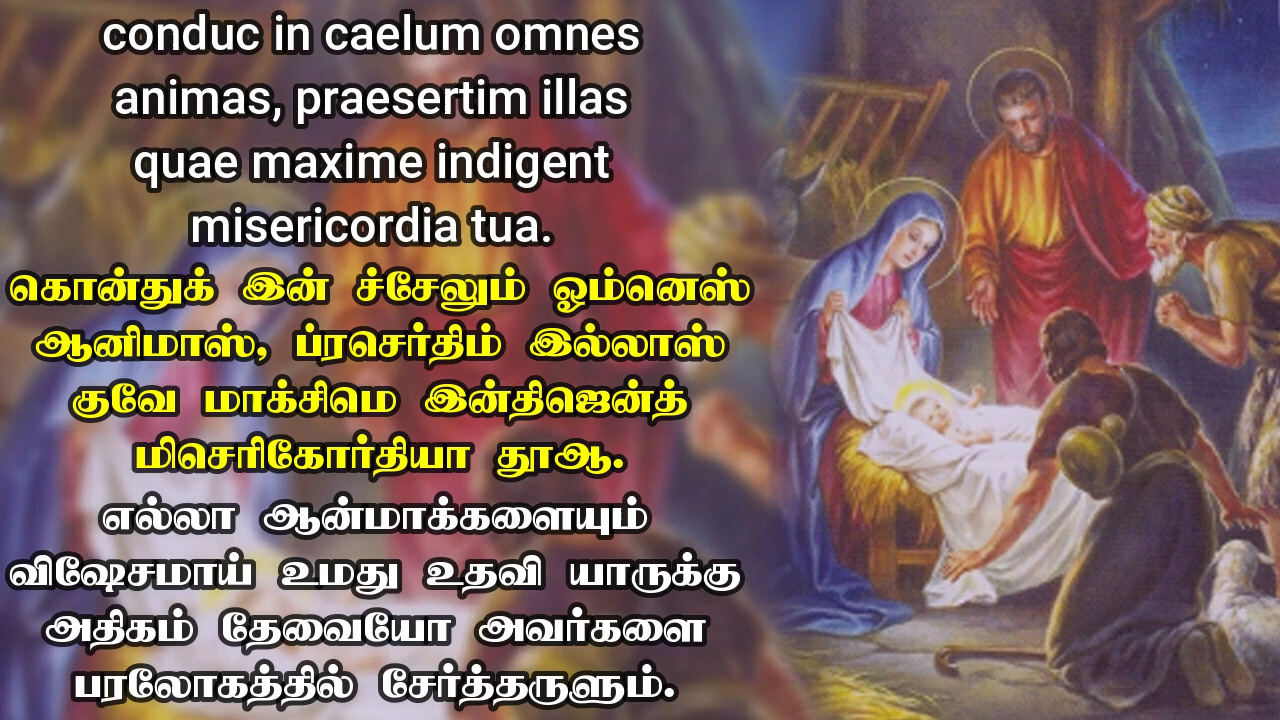 conduc in caelum omnes
animas, praesertim illas
quae maxime indigent
misericordia tua.
கொன்துக் இன் ச்சேலும் ஓம்னெஸ்
ஆனிமாஸ், ப்ரசெர்திம் இல்லாஸ்
குவே மாக்சிமெ இன்திஜென்த்
மிசெரிகோர்தியா தூஆ.
எல்லா ஆன்மாக்களையும்
விஷேசமாய் உமது உதவி யாருக்கு
அதிகம் தேவையோ அவர்களை
பரலோகத்தில் சேர்த்தருளும்.